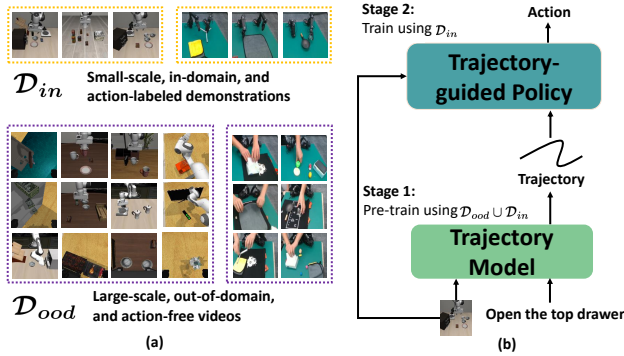 𝒟in
Small-scale, in-domain, and
action-labeled demonstrations
𝒟ood
Large-scale, out-of-domain,
and action-free videos
(a)
Stage 2:
Train using 𝒟in
Action
Trajectory-
guided Policy
Trajectory
Stage 1:
Pre-train using 𝒟ood ∪ 𝒟in
Trajectory
Model
Open the top drawer
(b)